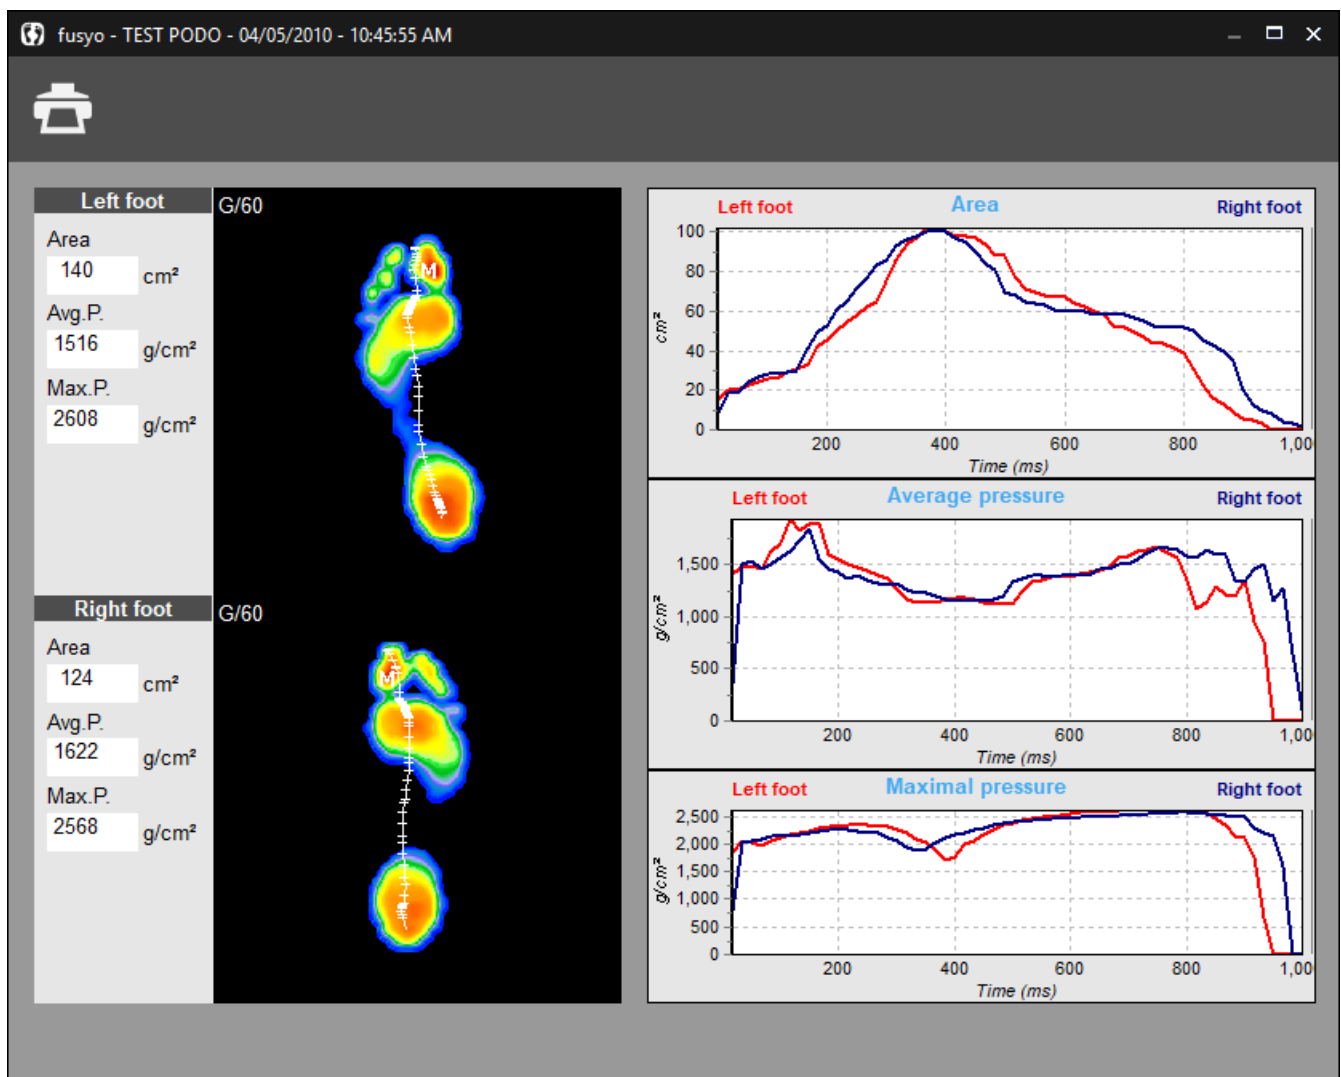 fusyo - TEST PODO - 04/05/2010 - 10:45:55 AM
Left foot
G/60
Area
140 cm²
Avg.P.
1516 g/cm²
Max.P.
2608 g/cm²
M
Right foot
G/60
Area
124 cm²
Avg.P.
1622 g/cm²
Max.P.
2568 g/cm²
M
Left foot Area Right foot
100
80
60
40
20
0
cm²
200 400 600 800 1,00
Time (ms)
Left foot Average pressure Right foot
1,500
1,000
500
0
g/cm²
200 400 600 800 1,00
Time (ms)
Left foot Maximal pressure Right foot
2,500
2,000
1,500
1,000
500
0
g/cm²
200 400 600 800 1,00
Time (ms)